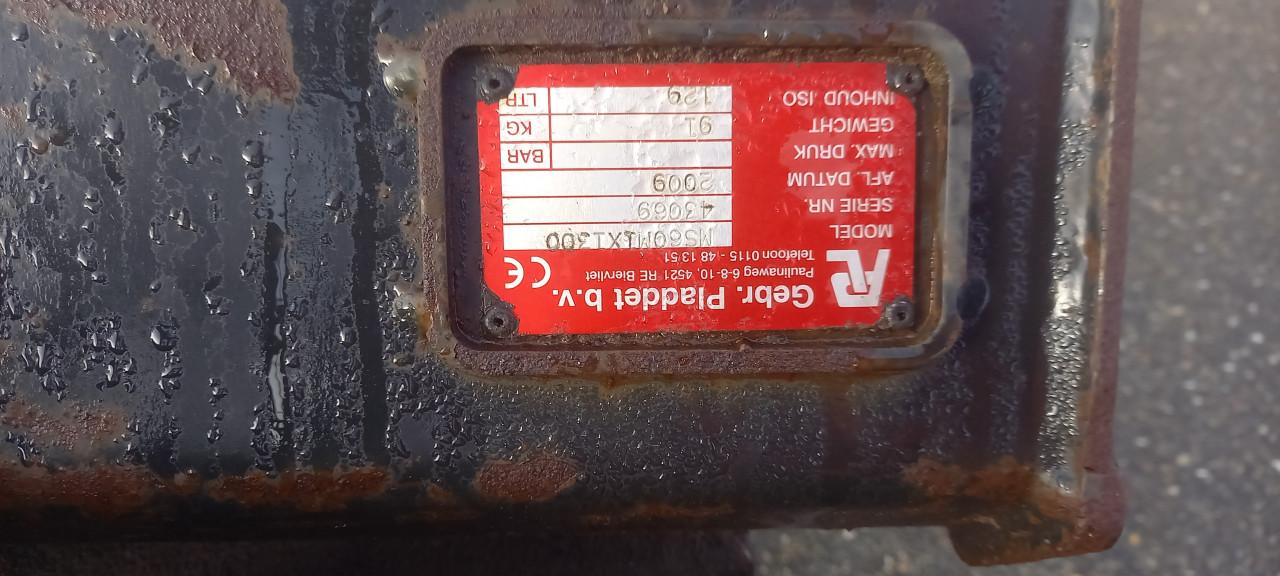 Gebr. Pladdet b.v.
Paulinaweg 6-8-10, 4521 RE Biervliet
Telefoon 0115 - 48 13 51
CE
MODEL MS60M1X1300
SERIE NR. 43069
AFL. DATUM 2009
MAX. DRUK BAR
GEWICHT 91 KG
INHOUD ISO 129 LTR